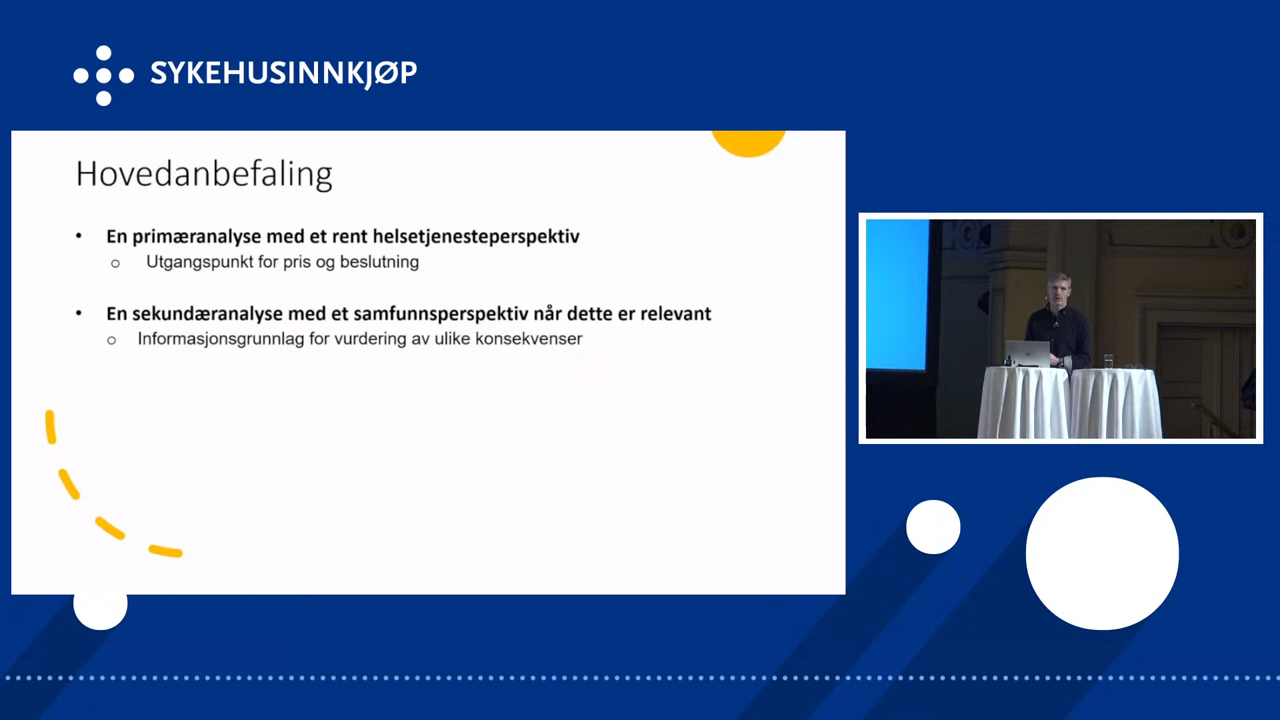 SYKEHUSINNKJØP
Hovedanbefaling
• En primæranalyse med et rent helsetjenesteperspektiv
o Utgangspunkt for pris og beslutning
• En sekundæranalyse med et samfunnsperspektiv når dette er relevant
o Informasjonsgrunnlag for vurdering av ulike konsekvenser